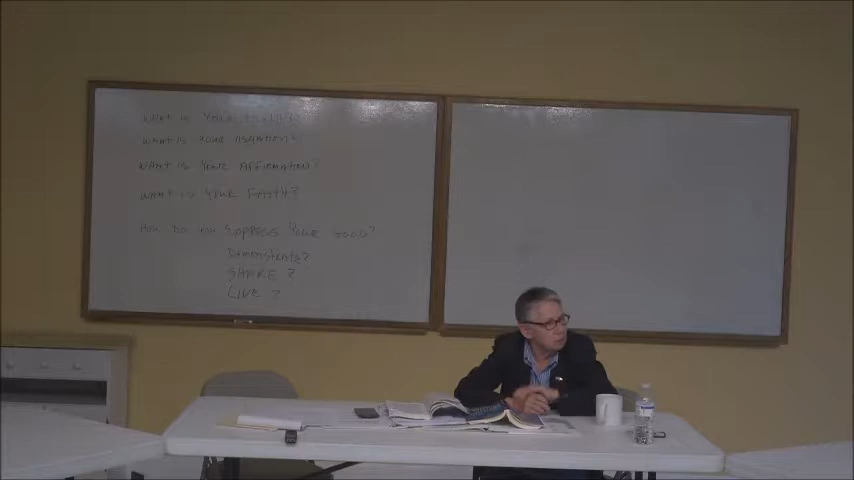 WHAT IS YOUR
WHAT IS YOUR
WHAT IS YOUR AFFIRMATION?
WHAT IS YOUR FAITH?
HOW DO YOU SUPPRESS YOUR GOOD?
DEMONSTRATE?
SHARE?
LIVE?